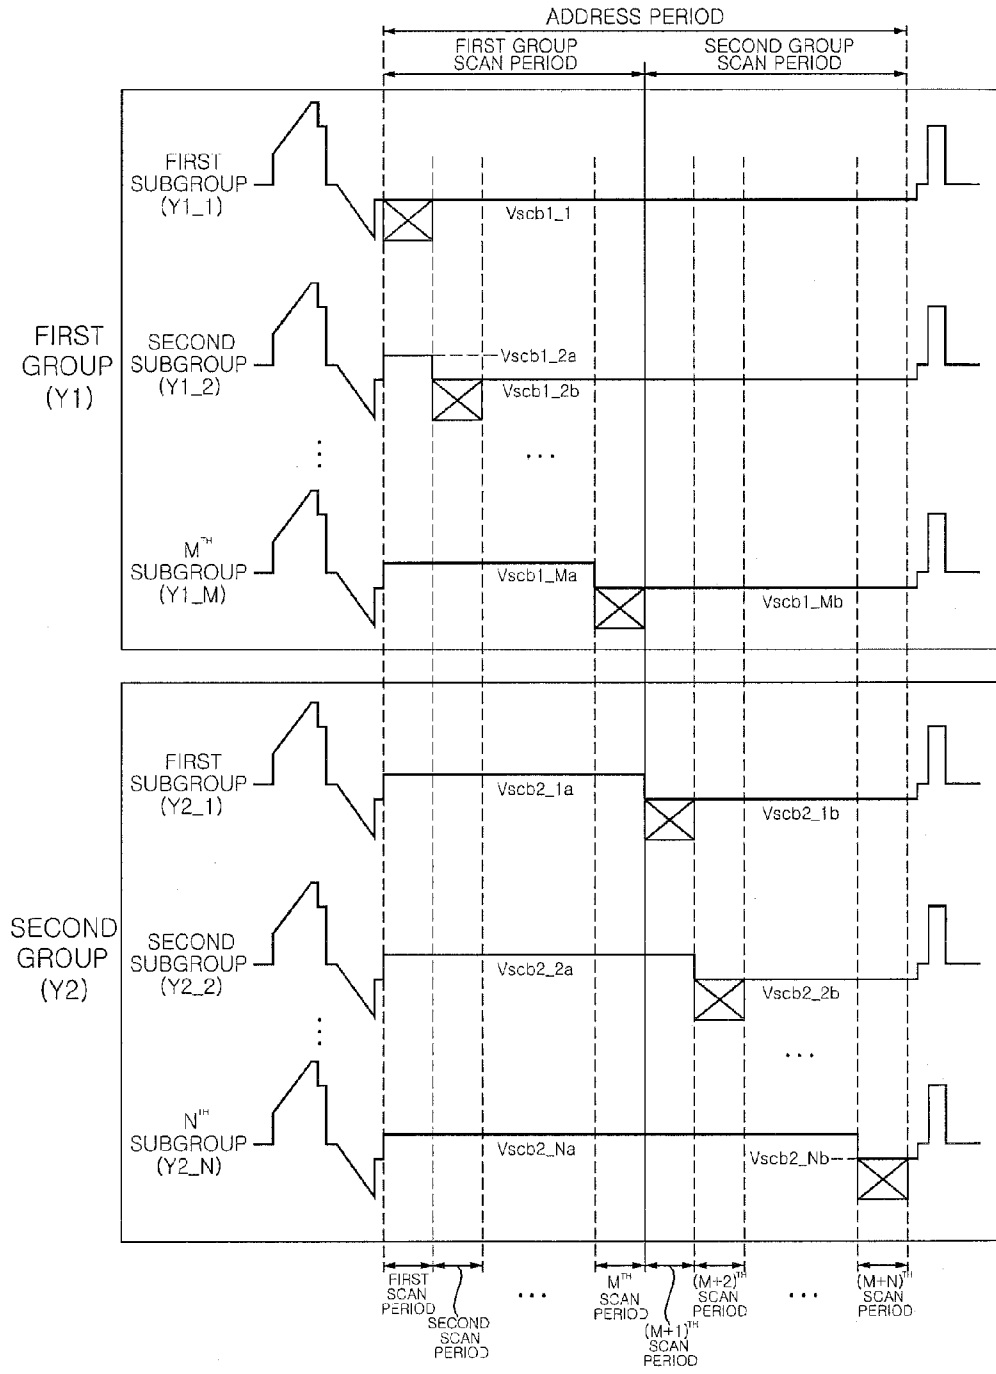 ADDRESS PERIOD
FIRST GROUP
SCAN PERIOD
SECOND GROUP
SCAN PERIOD
FIRST
GROUP
(Y1)
FIRST
SUBGROUP
(Y1_1)
Vscb1_1
SECOND
SUBGROUP
(Y1_2)
Vscb1_2a
Vscb1_2b
...
...
MTH
SUBGROUP
(Y1_M)
Vscb1_Ma
Vscb1_Mb
SECOND
GROUP
(Y2)
FIRST
SUBGROUP
(Y2_1)
Vscb2_1a
Vscb2_1b
SECOND
SUBGROUP
(Y2_2)
Vscb2_2a
Vscb2_2b
...
...
NTH
SUBGROUP
(Y2_N)
Vscb2_Na
Vscb2_Nb
FIRST
SCAN
PERIOD
SECOND
SCAN
PERIOD
...
MTH
SCAN
PERIOD
(M+1)TH
SCAN
PERIOD
(M+2)TH
SCAN
PERIOD
...
(M+N)TH
SCAN
PERIOD